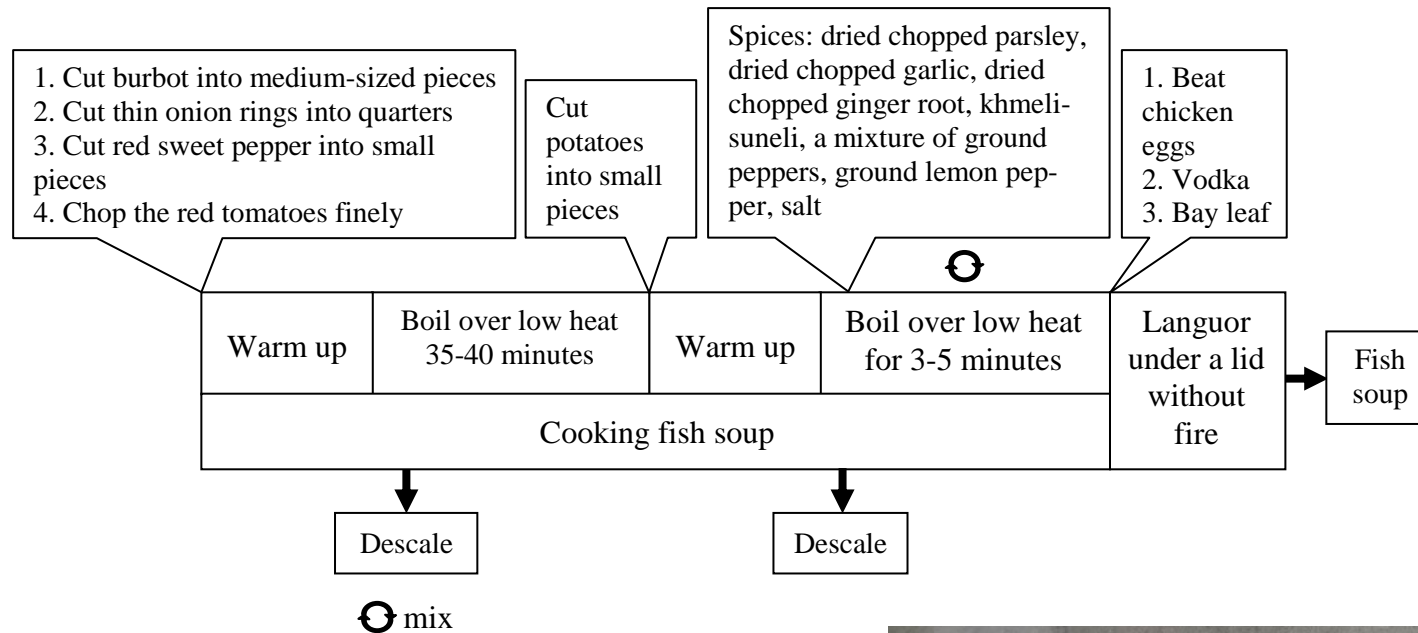 1. Cut burbot into medium-sized pieces
2. Cut thin onion rings into quarters
3. Cut red sweet pepper into small
pieces
4. Chop the red tomatoes finely
Cut
potatoes
into small
pieces
Spices: dried chopped parsley,
dried chopped garlic, dried
chopped ginger root, khmeli-
suneli, a mixture of ground
peppers, ground lemon pep-
per, salt
1. Beat
chicken
eggs
2. Vodka
3. Bay leaf
Warm up
Boil over low heat
35-40 minutes
Warm up
Boil over low heat
for 3-5 minutes
Languor
under a lid
without
fire
Fish
soup
Cooking fish soup
Descale
Descale
mix